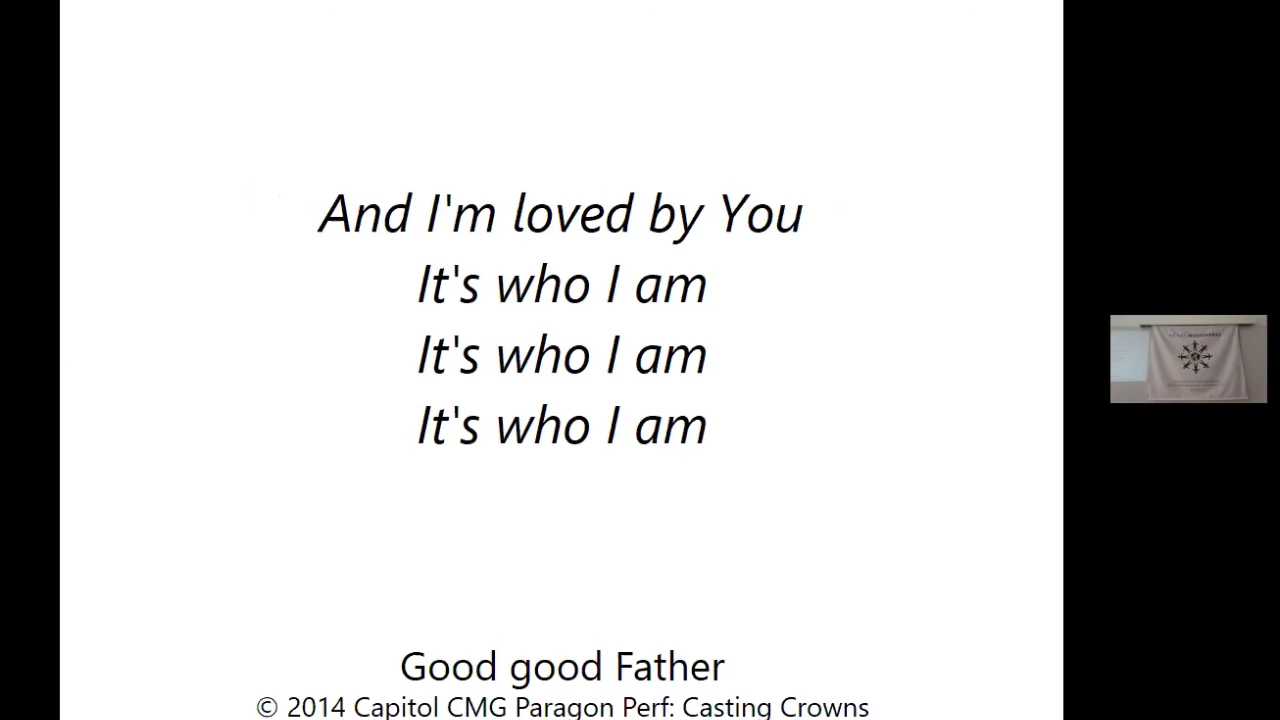 And I'm loved by You
It's who I am
It's who I am
It's who I am
Good good Father
© 2014 Capitol CMG Paragon Perf: Casting Crowns